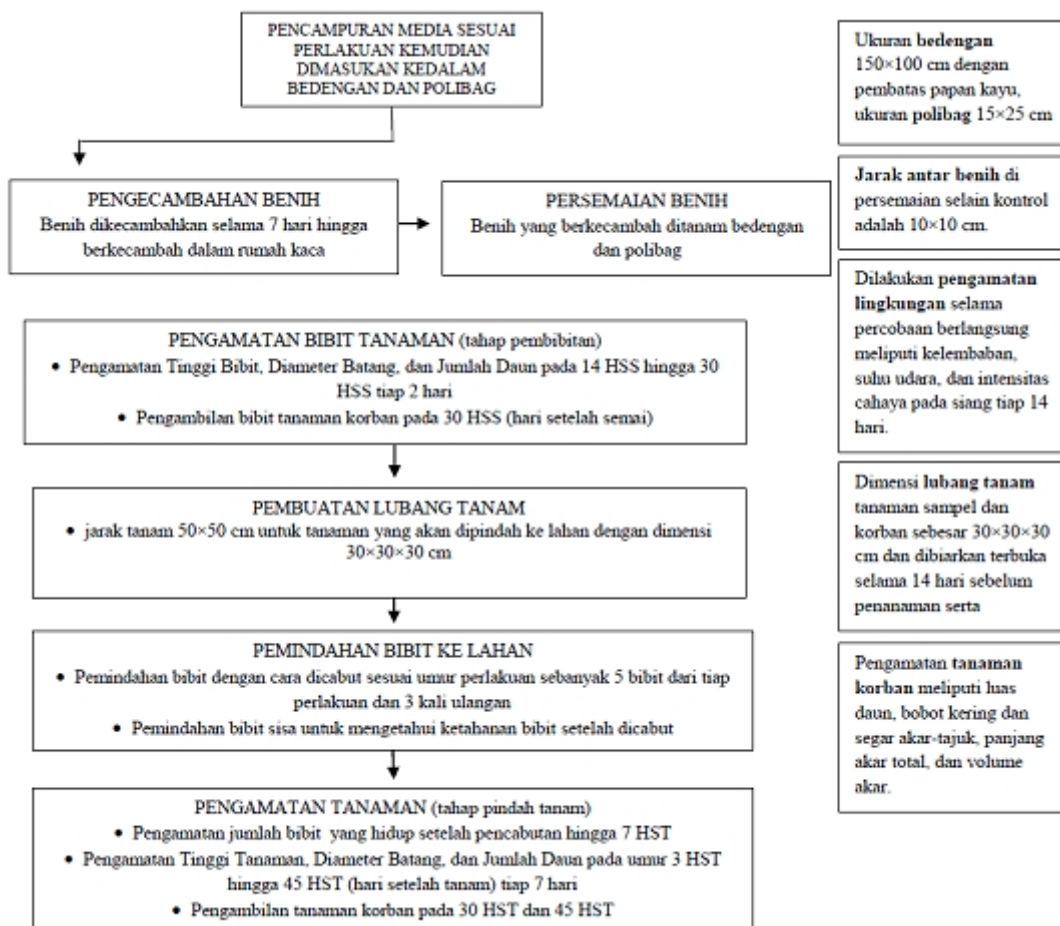 PENCAMPURAN MEDIA SESUAI
PERLAKUAN KEMUDIAN
DIMASUKAN KEDALAM
BEDENGAN DAN POLIBAG
PENGECAMBAHAN BENIH
Benih dikecambahkan selama 7 hari hingga
berkecambah dalam rumah kaca
PERSEMAIAN BENIH
Benih yang berkecambah ditanam bedengan
dan polibag
PENGAMATAN BIBIT TANAMAN (tahap pembibitan)
• Pengamatan Tinggi Bibit, Diameter Batang, dan Jumlah Daun pada 14 HSS hingga 30
HSS tiap 2 hari
• Pengambilan bibit tanaman korban pada 30 HSS (hari setelah semai)
PEMBUATAN LUBANG TANAM
• jarak tanam 50×50 cm untuk tanaman yang akan dipindah ke lahan dengan dimensi
30×30×30 cm
PEMINDAHAN BIBIT KE LAHAN
• Pemindahan bibit dengan cara dicabut sesuai umur perlakuan sebanyak 5 bibit dari tiap
perlakuan dan 3 kali ulangan
• Pemindahan bibit sisa untuk mengetahui ketahanan bibit setelah dicabut
PENGAMATAN TANAMAN (tahap pindah tanam)
• Pengamatan jumlah bibit yang hidup setelah pencabutan hingga 7 HST
• Pengamatan Tinggi Tanaman, Diameter Batang, dan Jumlah Daun pada umur 3 HST
hingga 45 HST (hari setelah tanam) tiap 7 hari
• Pengambilan tanaman korban pada 30 HST dan 45 HST
Ukuran bedengan
150×100 cm dengan
pembatas papan kayu,
ukuran polibag 15×25 cm
Jarak antar benih di
persemaian selain kontrol
adalah 10×10 cm.
Dilakukan pengamatan
lingkungan selama
percobaan berlangsung
meliputi kelembaban,
suhu udara, dan intensitas
cahaya pada siang tiap 14
hari.
Dimensi lubang tanam
tanaman sampel dan
korban sebesar 30×30×30
cm dan dibiarkan terbuka
selama 14 hari sebelum
penanaman serta
Pengamatan tanaman
korban meliputi luas
daun, bobot kering dan
segar akar-tajuk, panjang
akar total, dan volume
akar.